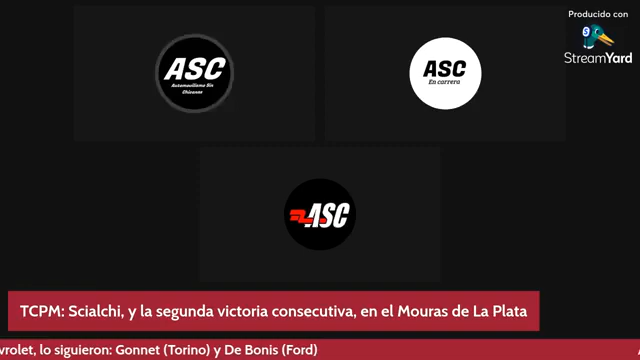 Producido con
StreamYard
ASC
Automovilismo Sin
Chicanas
ASC
En carrera
ASC
TCPM: Scialchi, y la segunda victoria consecutiva, en el Mouras de La Plata
vrolet, lo siguieron: Gonnet (Torino) y De Bonis (Ford)